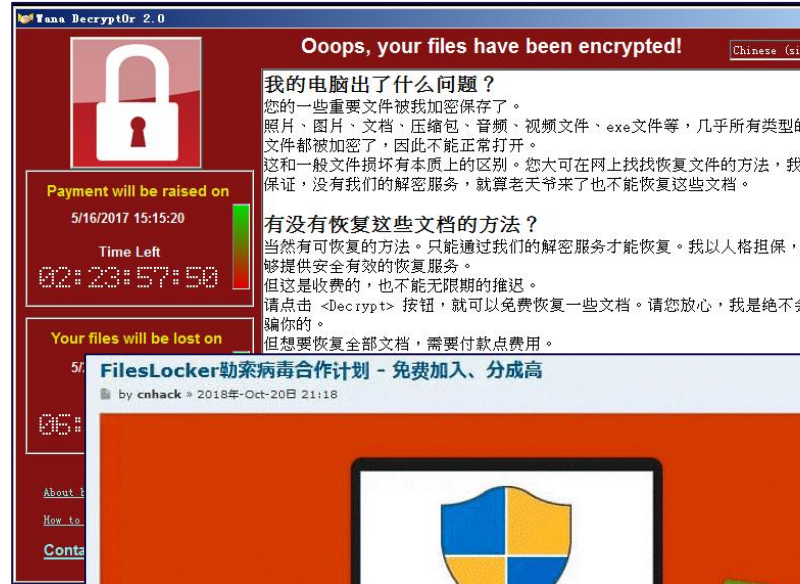 Wana Decrypt0r 2.0
Ooops, your files have been encrypted!
Chinese (si
我的电脑出了什么问题？
您的一些重要文件被我加密保存了。
照片、图片、文档、压缩包、音频、视频文件、exe文件等，几乎所有类型的
文件都被加密了，因此不能正常打开。
这和一般文件损坏有本质上的区别。您大可在网上找找恢复文件的方法，我
保证，没有我们的解密服务，就算老天爷来了也不能恢复这些文档。
有没有恢复这些文档的方法？
当然有可恢复的方法。只能通过我们的解密服务才能恢复。我以人格担保，
够提供安全有效的恢复服务。
但这是收费的，也不能无限期的推迟。
请点击 <Decrypt> 按钮，就可以免费恢复一些文档。请您放心，我是绝不会
骗你的。
但想要恢复全部文档，需要付款点费用。
Payment will be raised on
5/16/2017 15:15:20
Time Left
02:23:57:50
Your files will be lost on
5/
06:
About b
How to
Conta
FilesLocker勒索病毒合作计划 - 免费加入、分成高
by cnhack » 2018年-Oct-20日 21:18